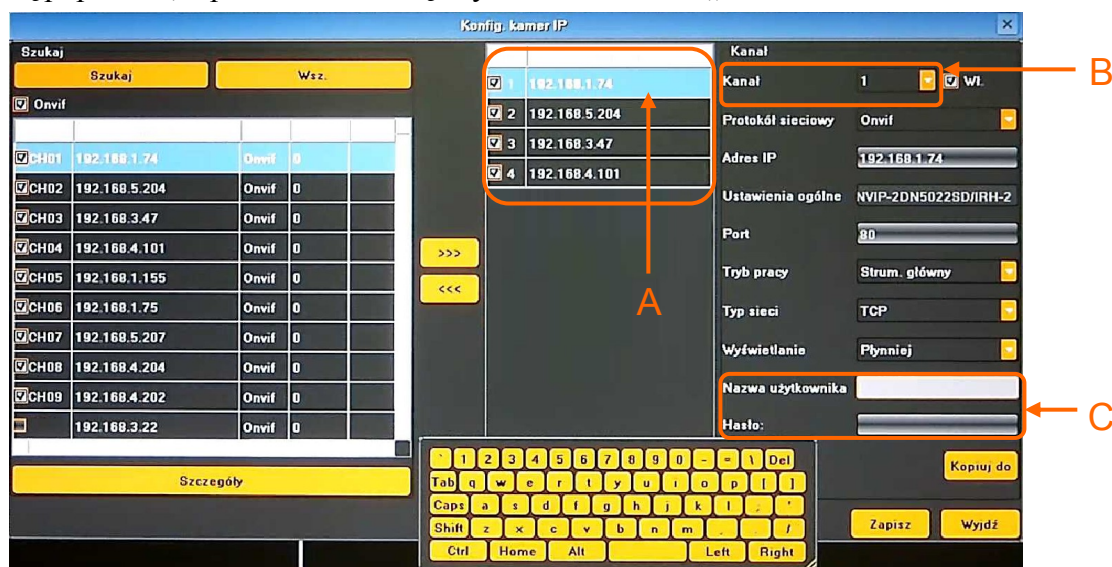 Konfig. kamer IP
Szukaj
Szukaj Wsz.
Onvif
CH01 192.168.1.74 Onvif 0
CH02 192.168.5.204 Onvif 0
CH03 192.168.3.47 Onvif 0
CH04 192.168.4.101 Onvif 0
CH05 192.168.1.155 Onvif 0
CH06 192.168.1.75 Onvif 0
CH07 192.168.5.207 Onvif 0
CH08 192.168.4.204 Onvif 0
CH09 192.168.4.202 Onvif 0
192.168.3.22 Onvif 0
Szczegóły
>>>
<<<
1 192.168.1.74
2 192.168.5.204
3 192.168.3.47
4 192.168.4.101
A
Kanał
Kanał 1 Wł.
B
Protokół sieciowy Onvif
Adres IP 192.168.1.74
Ustawienia ogólne NVIP-2DN5022SD/IRH-2
Port 80
Tryb pracy Strum. główny
Typ sieci TCP
Wyświetlanie Płynniej
Nazwa użytkownika
Hasło:
C
Kopiuj do
Zapisz Wyjdź
` 1 2 3 4 5 6 7 8 9 0 - = \ Del
Tab q w e r t y u i o p [ ]
Caps a s d f g h j k l ; '
Shift z x c v b n m , . /
Ctrl Home Alt Left Right